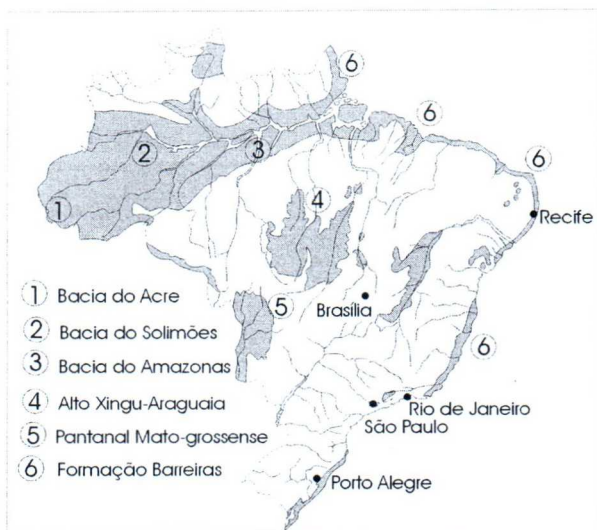 6
6
2
3
6
4
1
Recife
5
Brasília
1 Bacia do Acre
2 Bacia do Solimões
6
3 Bacia do Amazonas
4 Alto Xingu-Araguaia
Rio de Janeiro
São Paulo
5 Pantanal Mato-grossense
6 Formação Barreiras
Porto Alegre